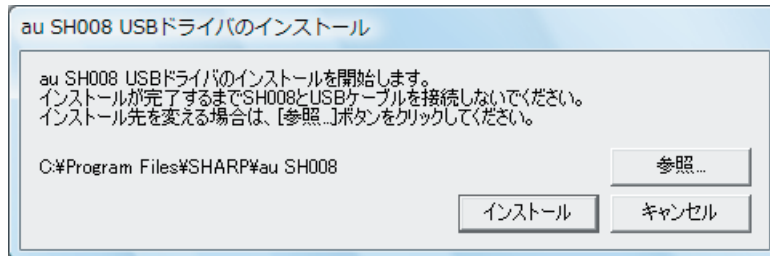 au SH008 USBドライバのインストール
au SH008 USBドライバのインストールを開始します。
インストールが完了するまでSH008とUSBケーブルを接続しないでください。
インストール先を変える場合は、[参照...]ボタンをクリックしてください。
C:¥Program Files¥SHARP¥au SH008
参照...
インストール
キャンセル